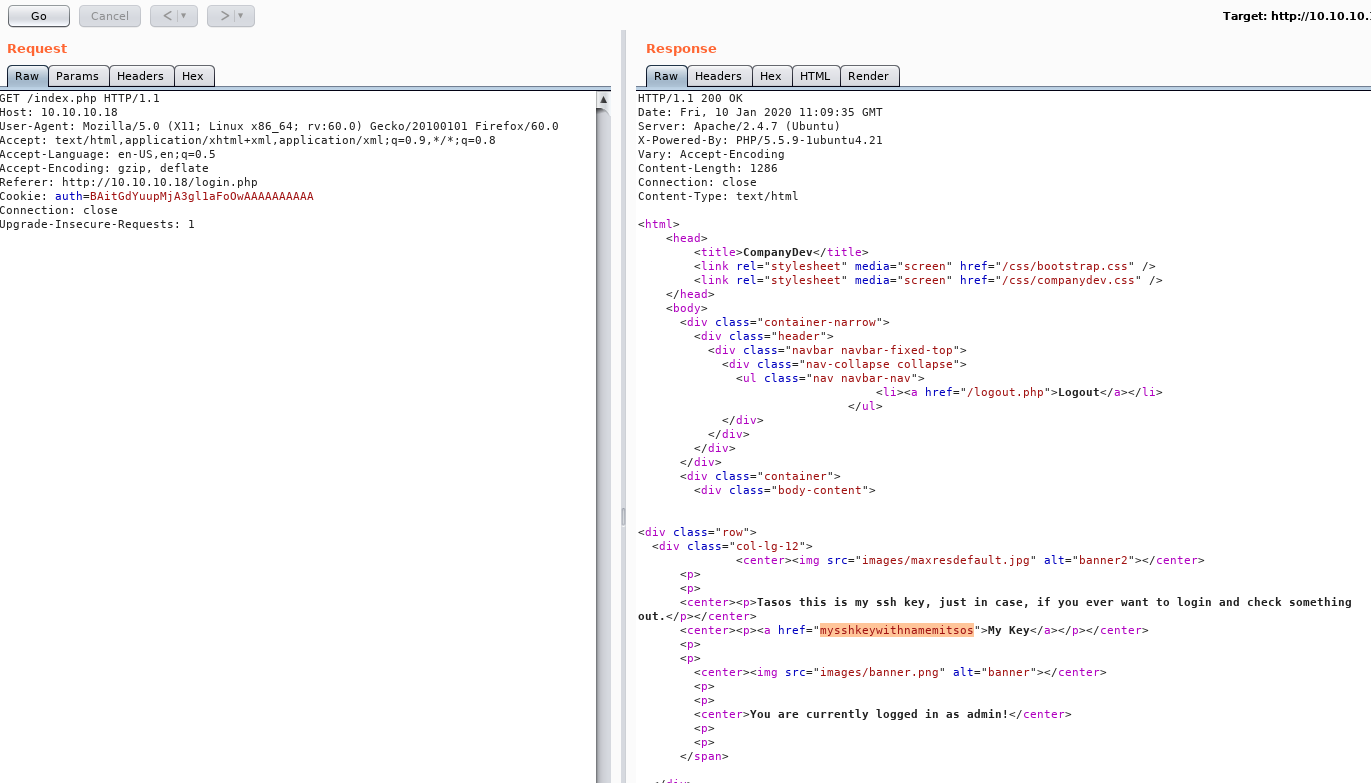 Go Cancel < > Target: http://10.10.10.
Request
Raw Params Headers Hex
GET /index.php HTTP/1.1
Host: 10.10.10.18
User-Agent: Mozilla/5.0 (X11; Linux x86_64; rv:60.0) Gecko/20100101 Firefox/60.0
Accept: text/html,application/xhtml+xml,application/xml;q=0.9,*/*;q=0.8
Accept-Language: en-US,en;q=0.5
Accept-Encoding: gzip, deflate
Referer: http://10.10.10.18/login.php
Cookie: auth=BAitGdYuupMjA3gl1aFoOwAAAAAAAAAA
Connection: close
Upgrade-Insecure-Requests: 1
Response
Raw Headers Hex HTML Render
HTTP/1.1 200 OK
Date: Fri, 10 Jan 2020 11:09:35 GMT
Server: Apache/2.4.7 (Ubuntu)
X-Powered-By: PHP/5.5.9-1ubuntu4.21
Vary: Accept-Encoding
Content-Length: 1286
Connection: close
Content-Type: text/html
<html>
<head>
<title>CompanyDev</title>
<link rel="stylesheet" media="screen" href="/css/bootstrap.css" />
<link rel="stylesheet" media="screen" href="/css/companydev.css" />
</head>
<body>
<div class="container-narrow">
<div class="header">
<div class="navbar navbar-fixed-top">
<div class="nav-collapse collapse">
<ul class="nav navbar-nav">
<li><a href="/logout.php">Logout</a></li>
</ul>
</div>
</div>
</div>
</div>
<div class="container">
<div class="body-content">
<div class="row">
<div class="col-lg-12">
<center><img src="images/maxresdefault.jpg" alt="banner2"></center>
<p>
<p>
<center><p>Tasos this is my ssh key, just in case, if you ever want to login and check something
out.</p></center>
<center><p><a href="mysshkeywithnamemitsos">My Key</a></p></center>
<p>
<p>
<center><img src="images/banner.png" alt="banner"></center>
<p>
<p>
<center>You are currently logged in as admin!</center>
<p>
<p>
</span>